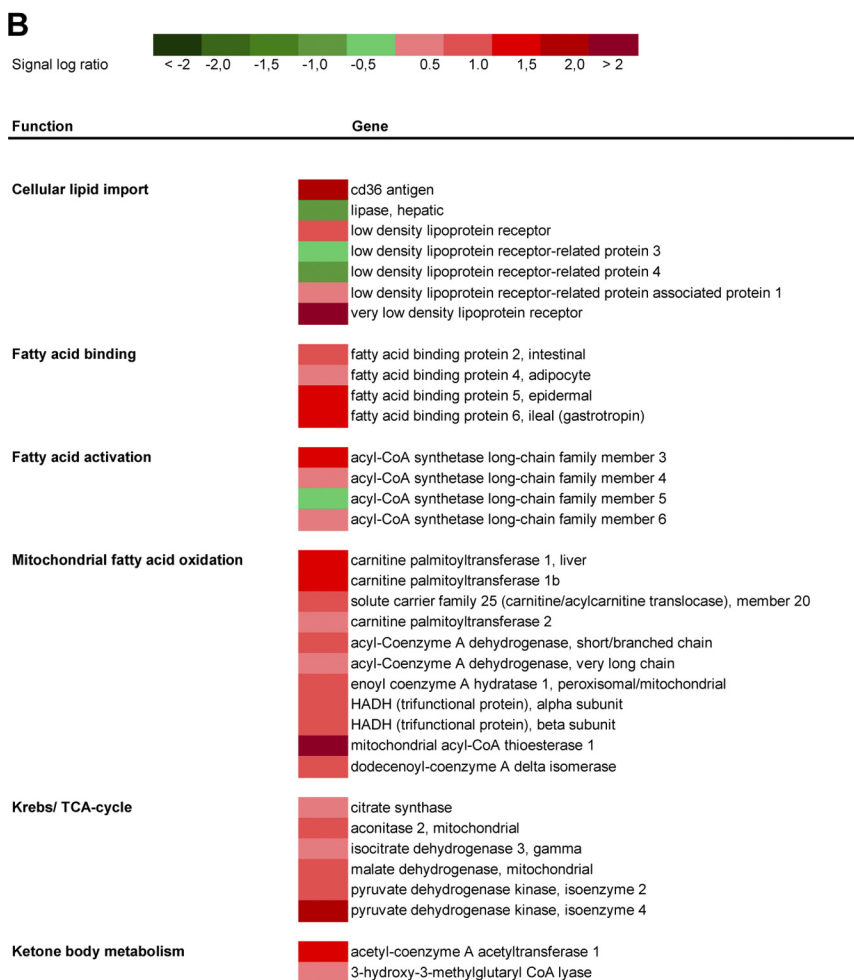 B
Signal log ratio
< -2 -2,0 -1,5 -1,0 -0,5 0.5 1.0 1,5 2,0 > 2
Function Gene
Cellular lipid import cd36 antigen
lipase, hepatic
low density lipoprotein receptor
low density lipoprotein receptor-related protein 3
low density lipoprotein receptor-related protein 4
low density lipoprotein receptor-related protein associated protein 1
very low density lipoprotein receptor
Fatty acid binding fatty acid binding protein 2, intestinal
fatty acid binding protein 4, adipocyte
fatty acid binding protein 5, epidermal
fatty acid binding protein 6, ileal (gastrotropin)
Fatty acid activation acyl-CoA synthetase long-chain family member 3
acyl-CoA synthetase long-chain family member 4
acyl-CoA synthetase long-chain family member 5
acyl-CoA synthetase long-chain family member 6
Mitochondrial fatty acid oxidation carnitine palmitoyltransferase 1, liver
carnitine palmitoyltransferase 1b
solute carrier family 25 (carnitine/acylcarnitine translocase), member 20
carnitine palmitoyltransferase 2
acyl-Coenzyme A dehydrogenase, short/branched chain
acyl-Coenzyme A dehydrogenase, very long chain
enoyl coenzyme A hydratase 1, peroxisomal/mitochondrial
HADH (trifunctional protein), alpha subunit
HADH (trifunctional protein), beta subunit
mitochondrial acyl-CoA thioesterase 1
dodecenoyl-coenzyme A delta isomerase
Krebs/ TCA-cycle citrate synthase
aconitase 2, mitochondrial
isocitrate dehydrogenase 3, gamma
malate dehydrogenase, mitochondrial
pyruvate dehydrogenase kinase, isoenzyme 2
pyruvate dehydrogenase kinase, isoenzyme 4
Ketone body metabolism acetyl-coenzyme A acetyltransferase 1
3-hydroxy-3-methylglutaryl CoA lyase